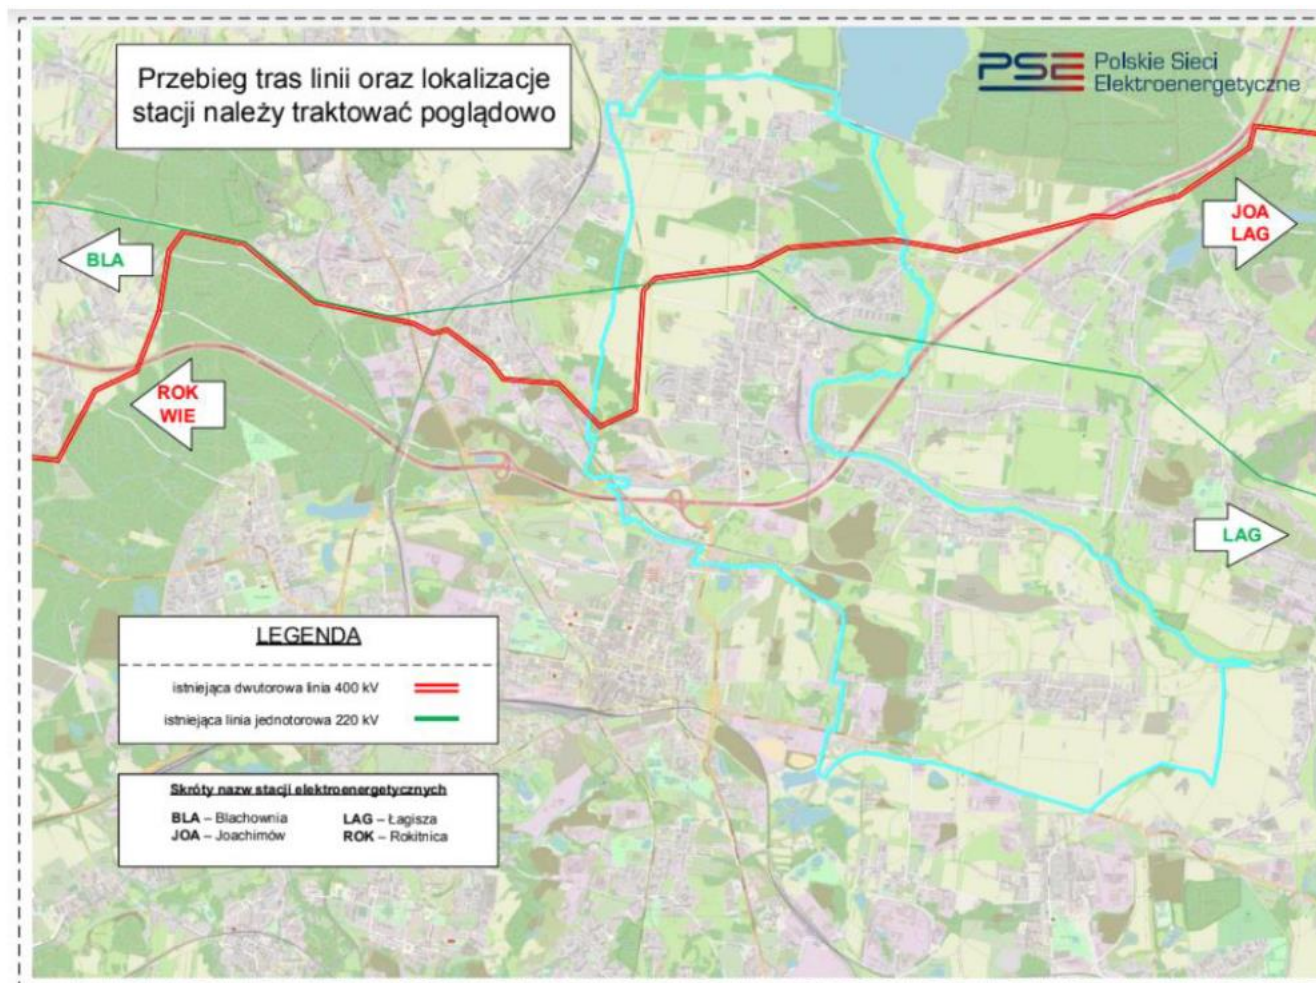 Przebieg tras linii oraz lokalizacje
stacji należy traktować poglądowo
PSE Polskie Sieci
Elektroenergetyczne
JOA
LAG
BLA
ROK
WIE
LAG
LEGENDA
istniejąca dwutorowa linia 400 kV
istniejąca linia jednotorowa 220 kV
Skróty nazw stacji elektroenergetycznych
BLA – Blachownia LAG – Łagisza
JOA – Joachimów ROK – Rokitnica